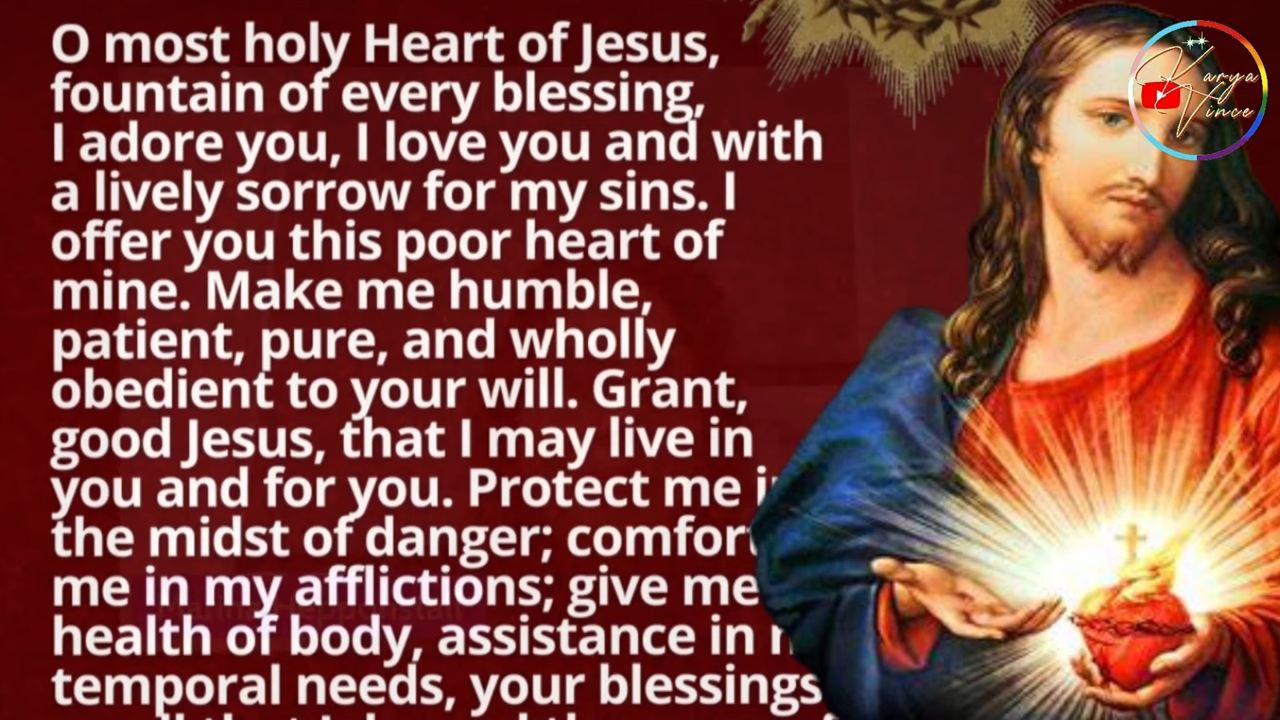 O most holy Heart of Jesus,
fountain of every blessing,
I adore you, I love you and with
a lively sorrow for my sins. I
offer you this poor heart of
mine. Make me humble,
patient, pure, and wholly
obedient to your will. Grant,
good Jesus, that I may live in
you and for you. Protect me
the midst of danger; comfort
me in my afflictions; give me
health of body, assistance in
temporal needs, your blessings
Karya
Vince